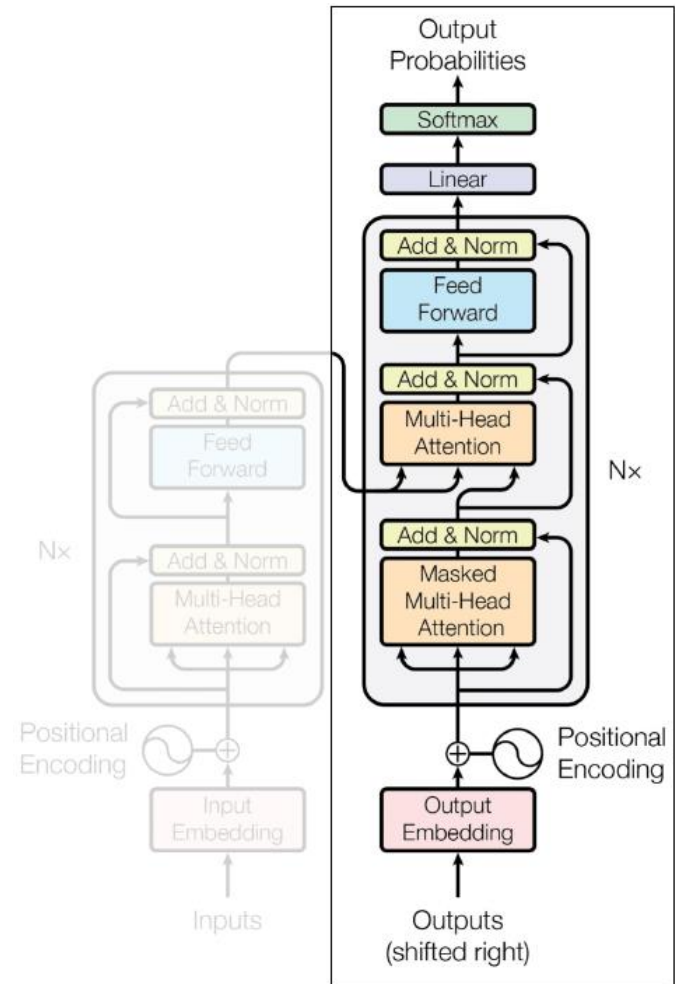 Output
Probabilities
Softmax
Linear
Add & Norm
Feed
Forward
Add & Norm
Multi-Head
Attention
Nx
Add & Norm
Masked
Multi-Head
Attention
Positional
Encoding
Output
Embedding
Outputs
(shifted right)
Add & Norm
Feed
Forward
Nx
Add & Norm
Multi-Head
Attention
Positional
Encoding
Input
Embedding
Inputs